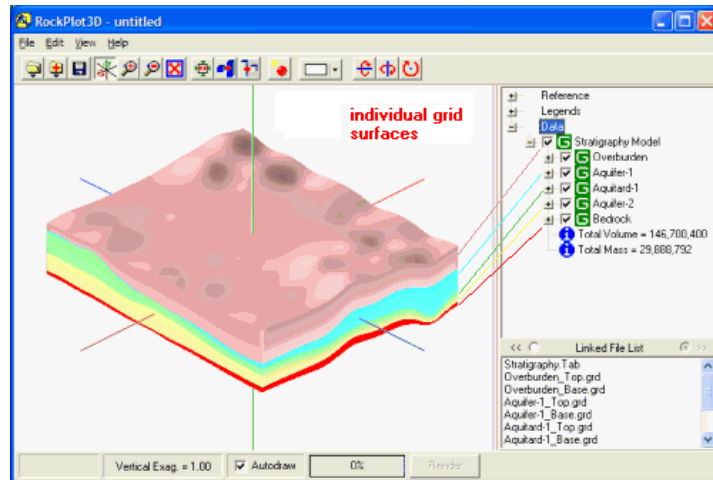 RockPlot3D - untitled
File Edit View Help
individual grid
surfaces
Reference
Legends
Data
Stratigraphy Model
Overburden
Aquifer-1
Aquitard-1
Aquifer-2
Bedrock
Total Volume = 146,700,400
Total Mass = 29,888,792
<< Linked File List >>
Stratigraphy.Tab
Overburden_Top.grd
Overburden_Base.grd
Aquifer-1_Top.grd
Aquifer-1_Base.grd
Aquitard-1_Top.grd
Aquitard-1_Base.grd
Vertical Exag. = 1.00 Autodraw 0% Render